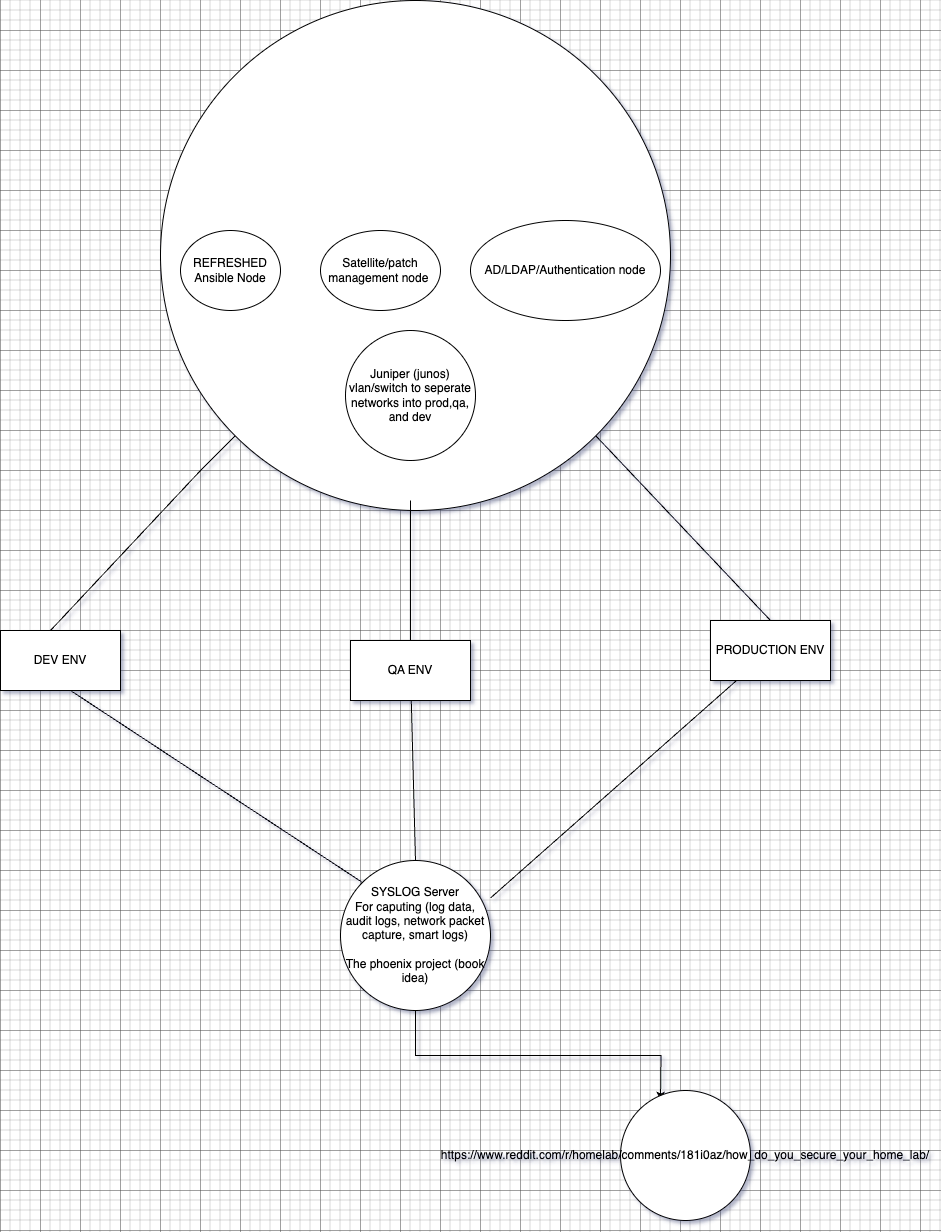 REFRESHED
Ansible Node
Satellite/patch
management node
AD/LDAP/Authentication node
Juniper (junos)
vlan/switch to seperate
networks into prod,qa,
and dev
DEV ENV
QA ENV
PRODUCTION ENV
SYSLOG Server
For caputing (log data,
audit logs, network packet
capture, smart logs)
The phoenix project (book
idea)
https://www.reddit.com/r/homelab/comments/181i0az/how_do_you_secure_your_home_lab/